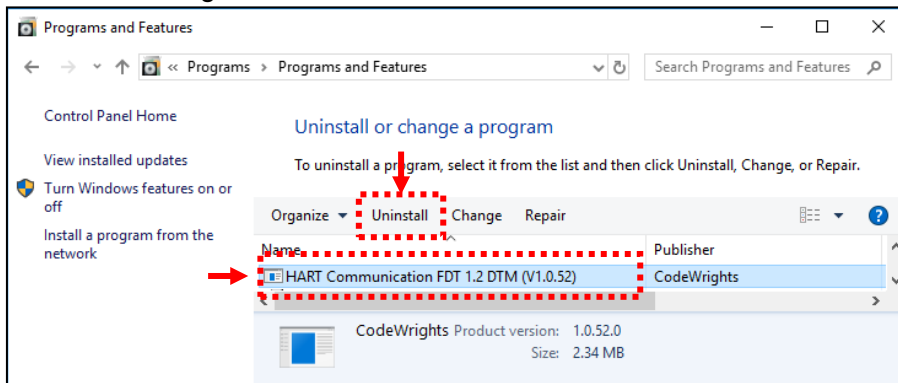 Programs and Features
« Programs > Programs and Features
Search Programs and Features
Control Panel Home
View installed updates
Turn Windows features on or
off
Install a program from the
network
Uninstall or change a program
To uninstall a program, select it from the list and then click Uninstall, Change, or Repair.
Organize Uninstall Change Repair
Name Publisher
HART Communication FDT 1.2 DTM (V1.0.52) CodeWrights
CodeWrights Product version: 1.0.52.0
Size: 2.34 MB